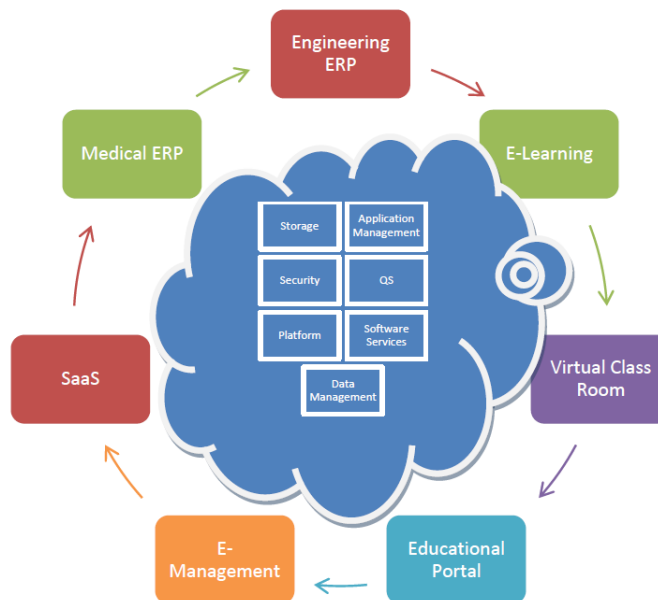 Engineering
ERP
Medical ERP
E-Learning
Storage
Application
Management
Security
QS
Platform
Software
Services
Data
Management
SaaS
Virtual Class
Room
E-
Management
Educational
Portal